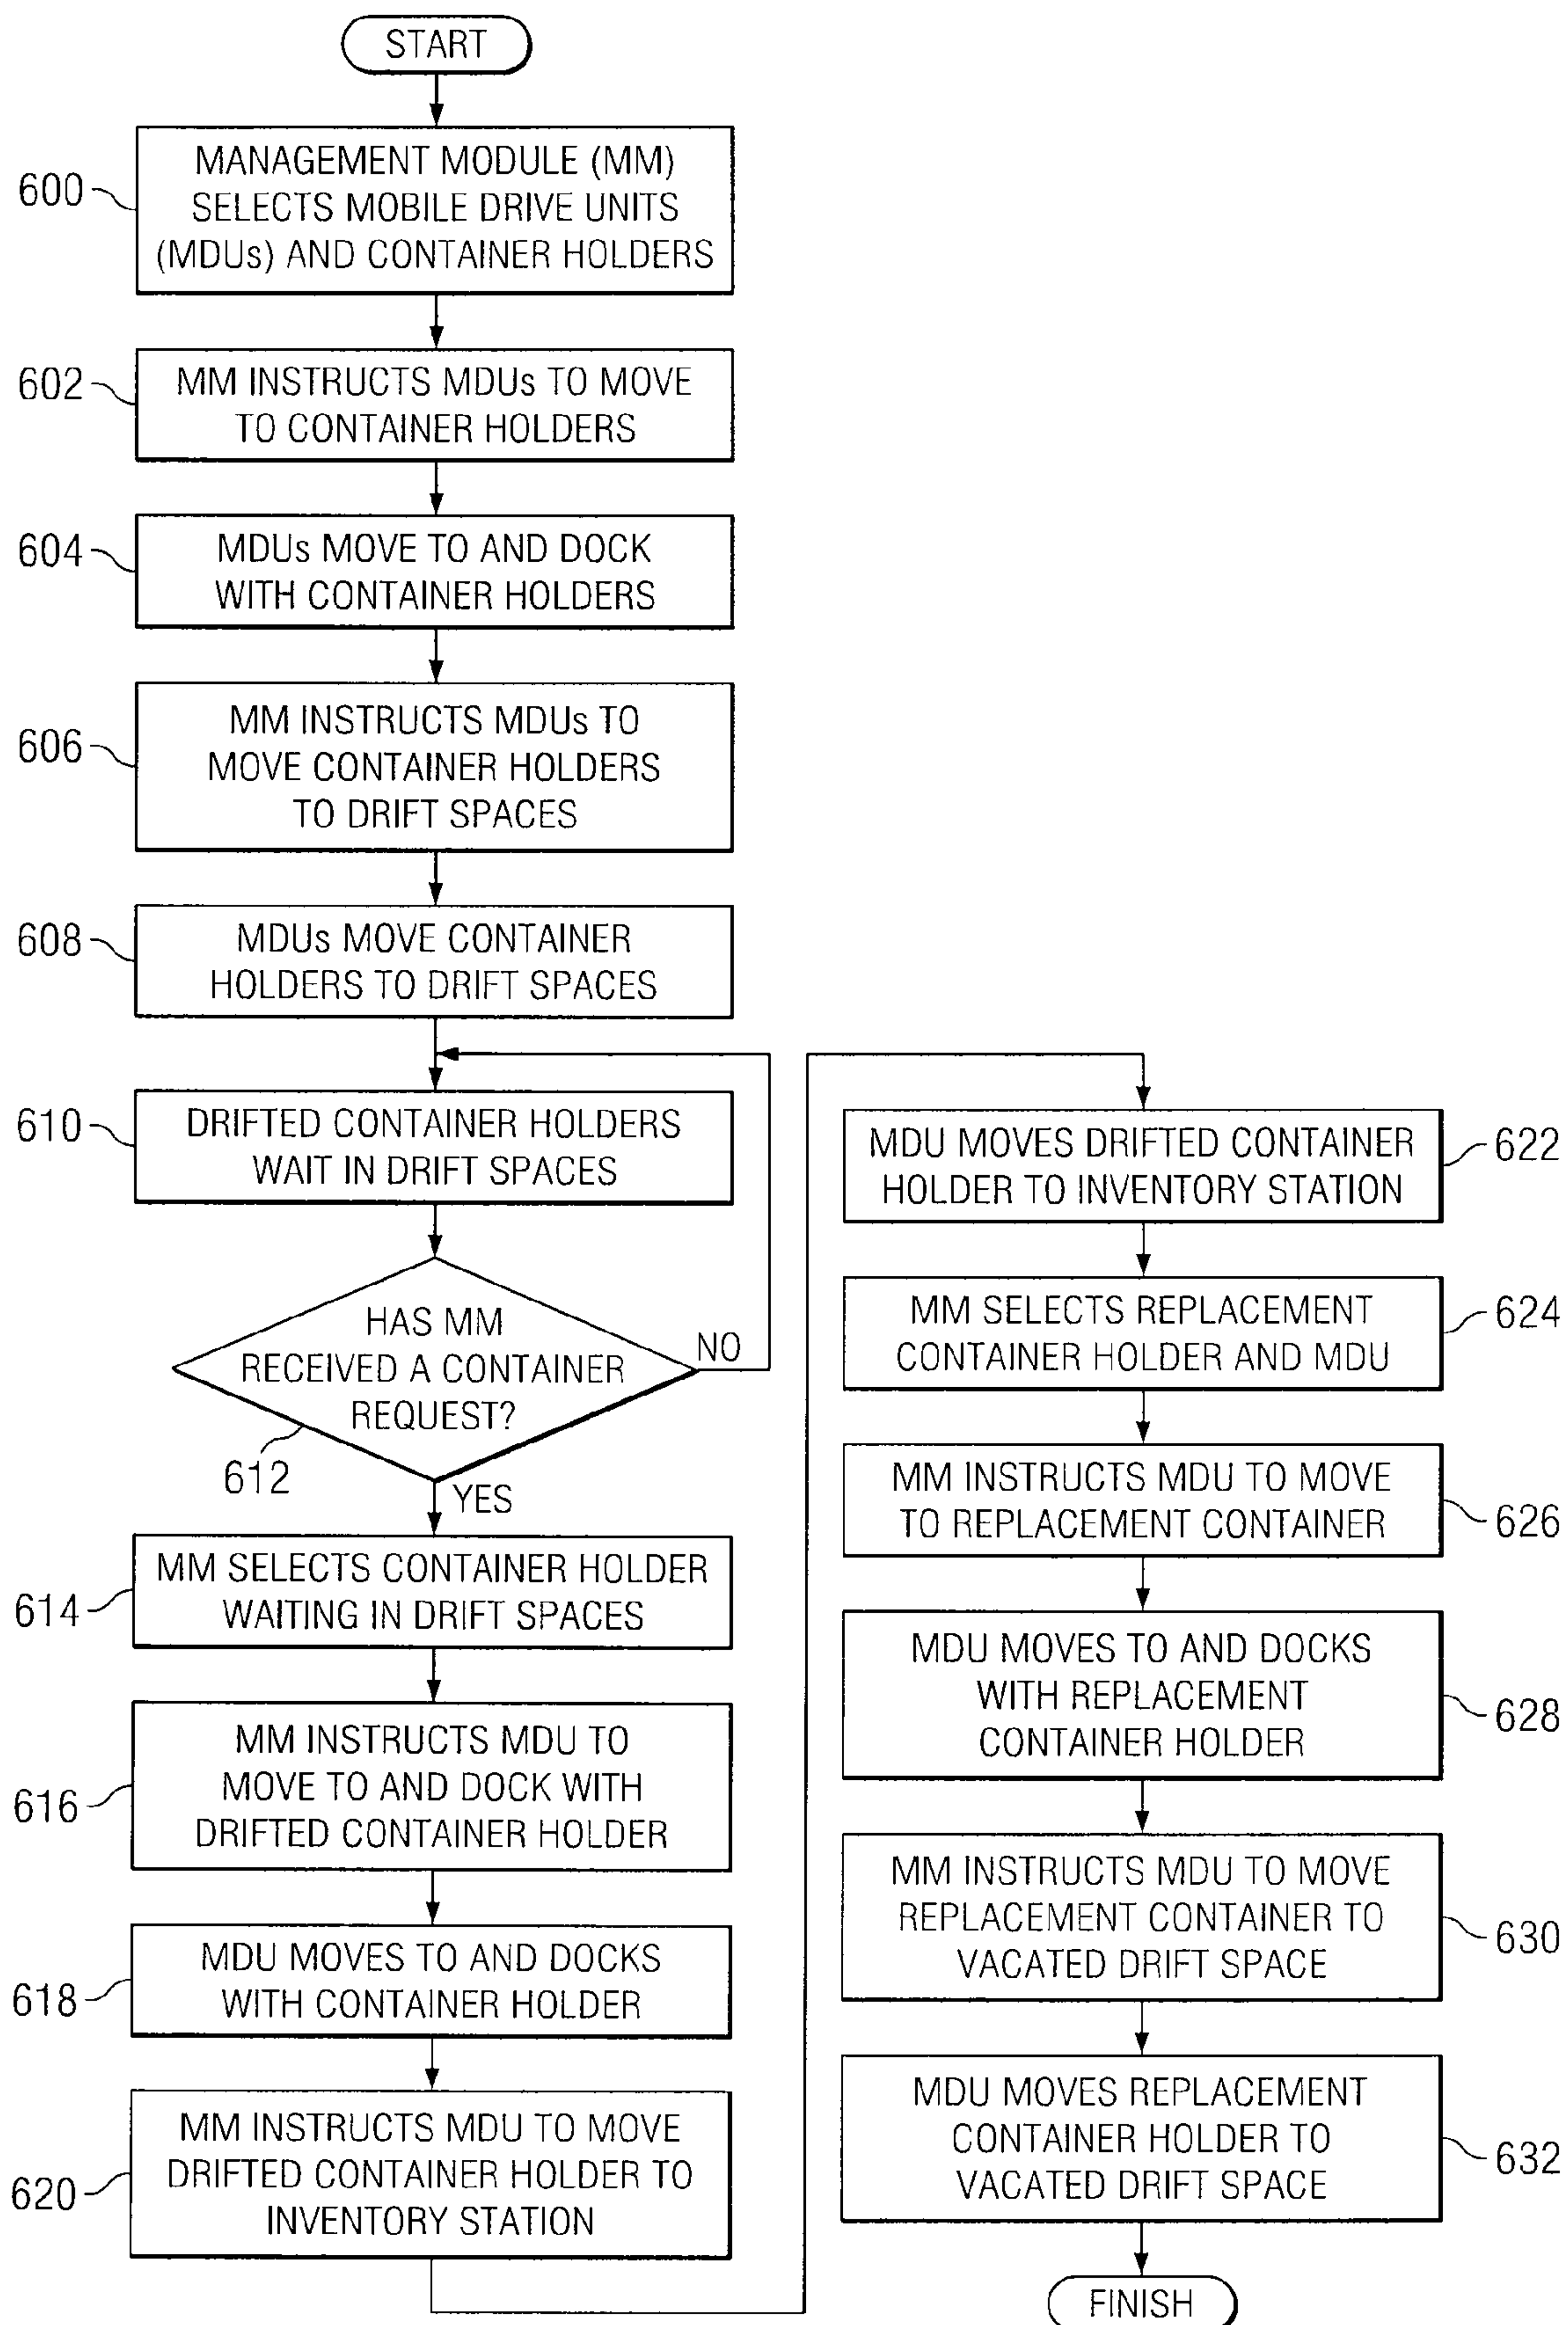 START
600
MANAGEMENT MODULE (MM)
SELECTS MOBILE DRIVE UNITS
(MDUs) AND CONTAINER HOLDERS
602
MM INSTRUCTS MDUs TO MOVE
TO CONTAINER HOLDERS
604
MDUs MOVE TO AND DOCK
WITH CONTAINER HOLDERS
606
MM INSTRUCTS MDUs TO
MOVE CONTAINER HOLDERS
TO DRIFT SPACES
608
MDUs MOVE CONTAINER
HOLDERS TO DRIFT SPACES
610
DRIFTED CONTAINER HOLDERS
WAIT IN DRIFT SPACES
HAS MM
RECEIVED A CONTAINER
REQUEST?
NO
612
YES
614
MM SELECTS CONTAINER HOLDER
WAITING IN DRIFT SPACES
616
MM INSTRUCTS MDU TO
MOVE TO AND DOCK WITH
DRIFTED CONTAINER HOLDER
618
MDU MOVES TO AND DOCKS
WITH CONTAINER HOLDER
620
MM INSTRUCTS MDU TO MOVE
DRIFTED CONTAINER HOLDER TO
INVENTORY STATION
MDU MOVES DRIFTED CONTAINER
HOLDER TO INVENTORY STATION
622
MM SELECTS REPLACEMENT
CONTAINER HOLDER AND MDU
624
MM INSTRUCTS MDU TO MOVE
TO REPLACEMENT CONTAINER
626
MDU MOVES TO AND DOCKS
WITH REPLACEMENT
CONTAINER HOLDER
628
MM INSTRUCTS MDU TO MOVE
REPLACEMENT CONTAINER TO
VACATED DRIFT SPACE
630
MDU MOVES REPLACEMENT
CONTAINER HOLDER TO
VACATED DRIFT SPACE
632
FINISH